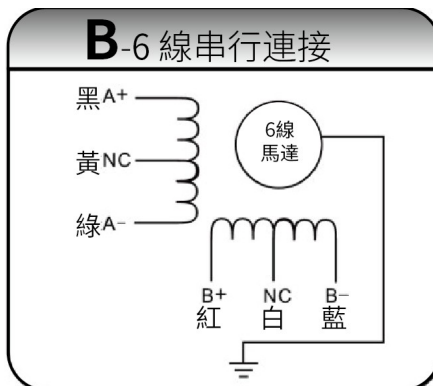 B-6 線串行連接
黑A+
黃NC
綠A-
6線
馬達
B+ NC B-
紅 白 藍